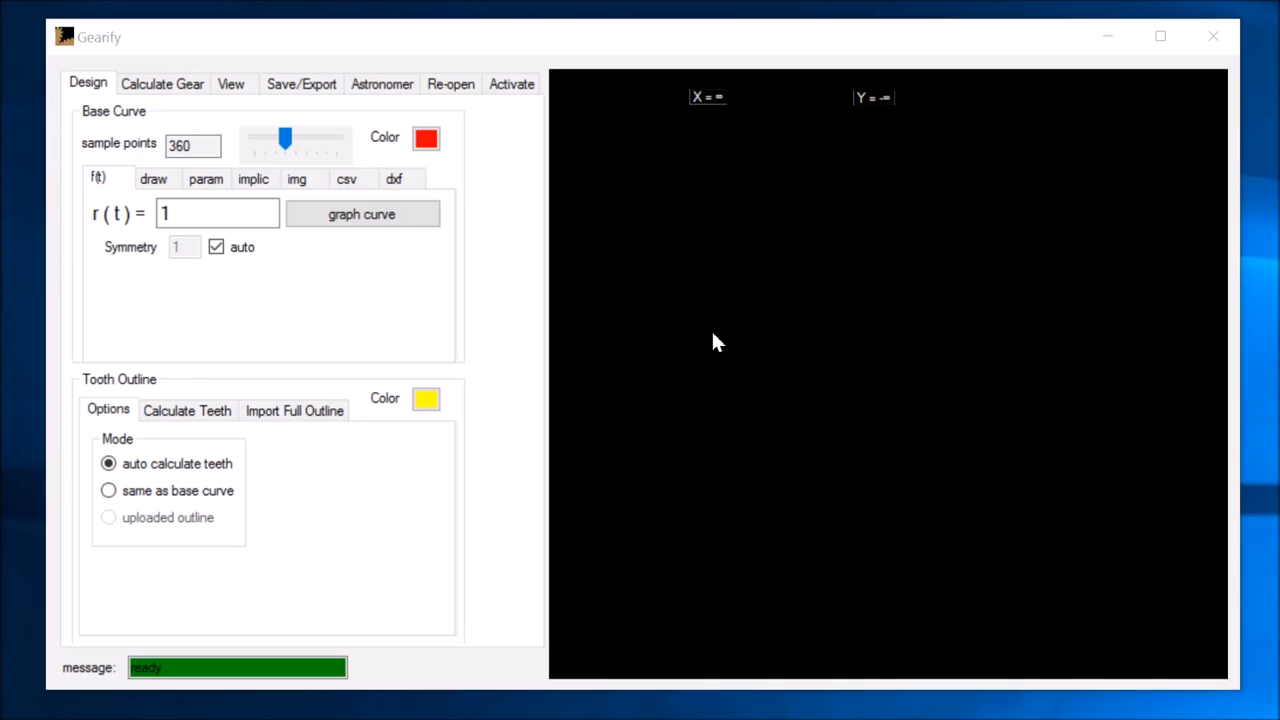 Gearify
Design Calculate Gear View Save/Export Astronomer Re-open Activate
Base Curve
sample points 360 Color
f(t) draw param implic img csv dxf
r ( t ) = 1 graph curve
Symmetry 1 auto
Tooth Outline
Color
Options Calculate Teeth Import Full Outline
Mode
auto calculate teeth
same as base curve
uploaded outline
message: ready
X = ∞ Y = -∞